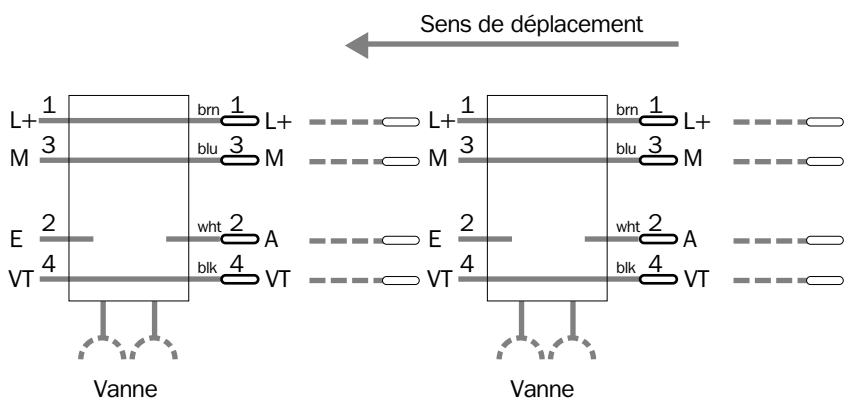 Sens de déplacement
L+ 1 brn 1 L+ L+ 1 brn 1 L+
M 3 blu 3 M M 3 blu 3 M
E 2 wht 2 A E 2 wht 2 A
VT 4 blk 4 VT VT 4 blk 4 VT
Vanne Vanne